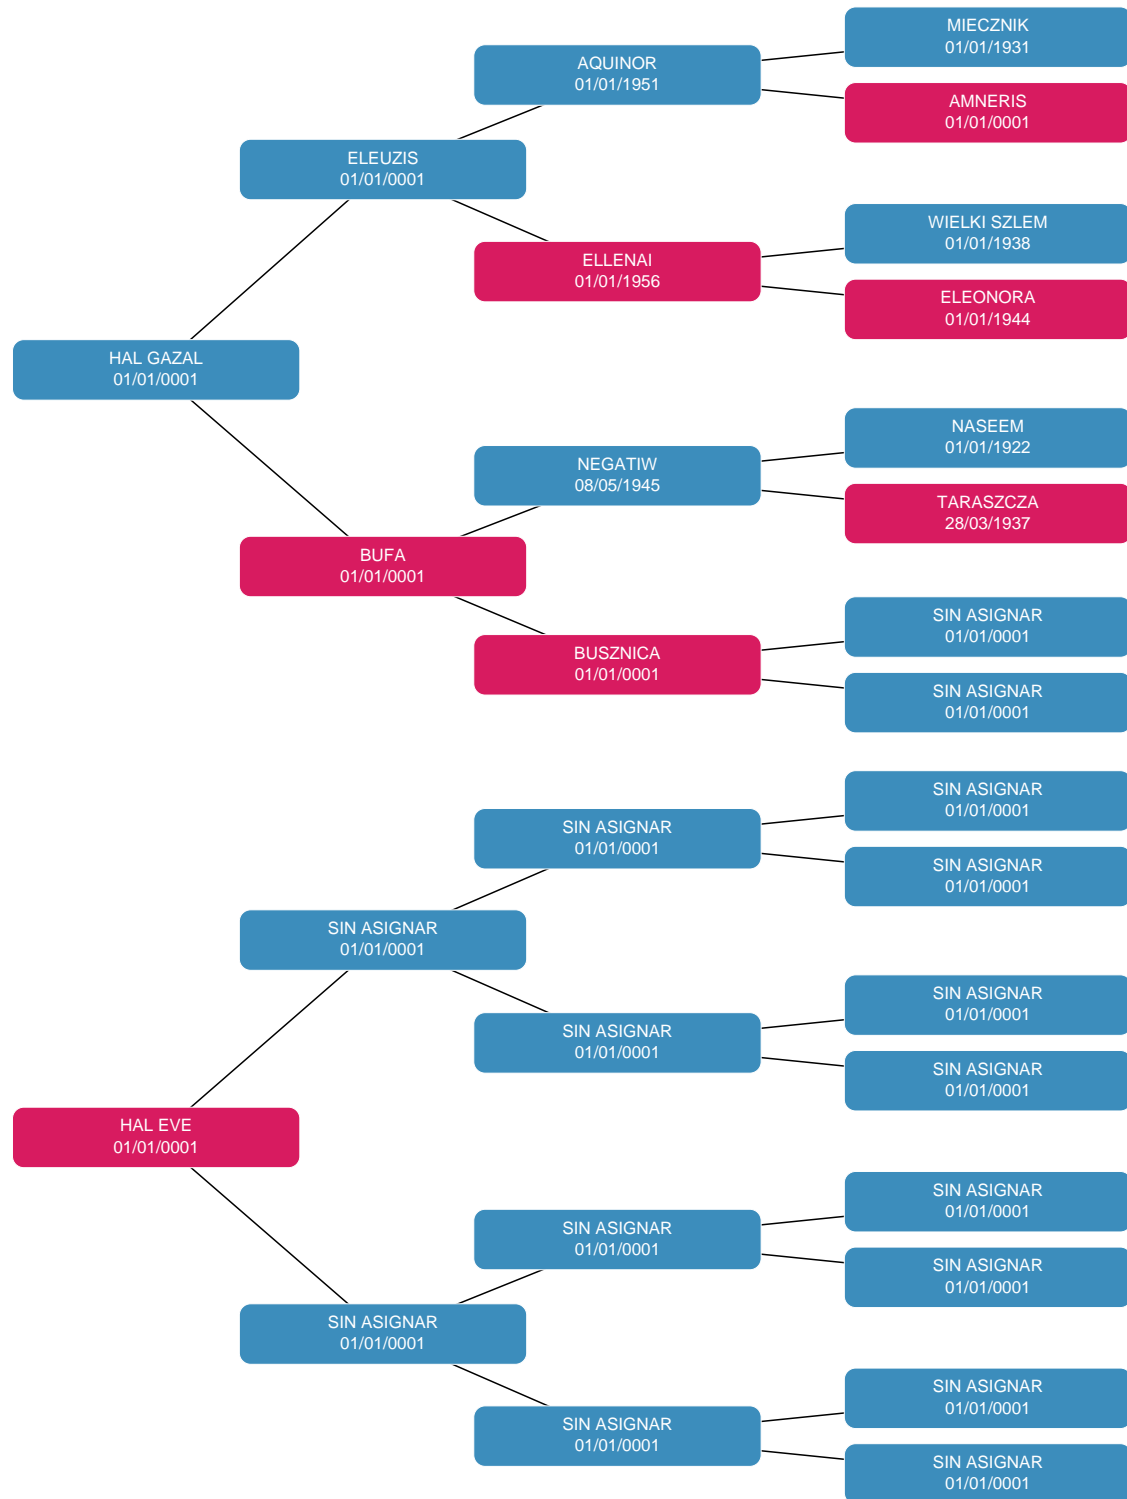 MIECZNIK
01/01/1931
AQUINOR
01/01/1951
AMNERIS
01/01/0001
ELEUZIS
01/01/0001
WIELKI SZLEM
01/01/1938
ELLENAI
01/01/1956
ELEONORA
01/01/1944
HAL GAZAL
01/01/0001
NASEEM
01/01/1922
NEGATIW
08/05/1945
TARASZCZA
28/03/1937
BUFA
01/01/0001
SIN ASIGNAR
01/01/0001
BUSZNICA
01/01/0001
SIN ASIGNAR
01/01/0001
SIN ASIGNAR
01/01/0001
SIN ASIGNAR
01/01/0001
SIN ASIGNAR
01/01/0001
SIN ASIGNAR
01/01/0001
SIN ASIGNAR
01/01/0001
SIN ASIGNAR
01/01/0001
SIN ASIGNAR
01/01/0001
HAL EVE
01/01/0001
SIN ASIGNAR
01/01/0001
SIN ASIGNAR
01/01/0001
SIN ASIGNAR
01/01/0001
SIN ASIGNAR
01/01/0001
SIN ASIGNAR
01/01/0001
SIN ASIGNAR
01/01/0001
SIN ASIGNAR
01/01/0001